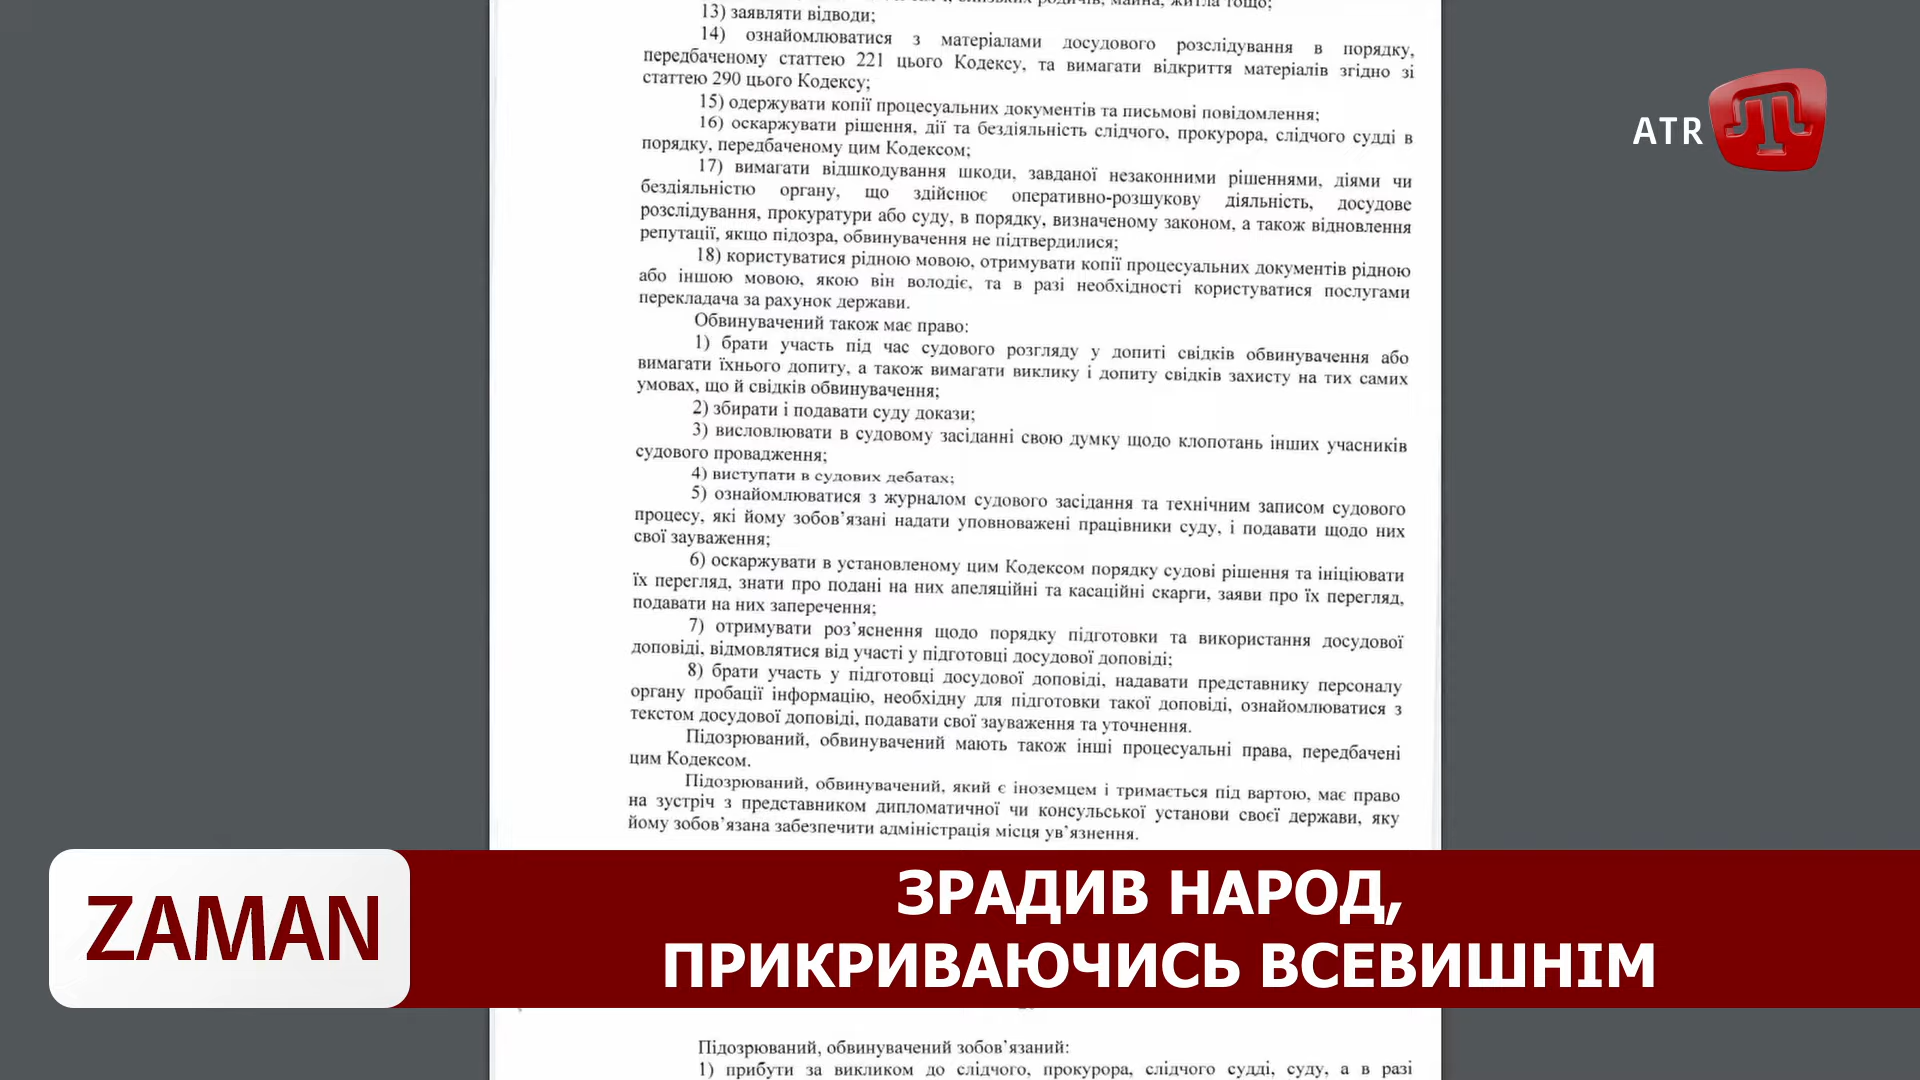 майна, житла тощо;
13) заявляти відводи;
14) ознайомлюватися з матеріалами досудового розслідування в порядку,
передбаченому статтею 221 цього Кодексу, та вимагати відкриття матеріалів згідно зі
статтею 290 цього Кодексу;
15) одержувати копії процесуальних документів та письмові повідомлення;
16) оскаржувати рішення, дії та бездіяльність слідчого, прокурора, слідчого судді в
порядку, передбаченому цим Кодексом;
17) вимагати відшкодування шкоди, завданої незаконними рішеннями, діями чи
бездіяльністю органу, що здійснює оперативно-розшукову діяльність, досудове
розслідування, прокуратури або суду, в порядку, визначеному законом, а також відновлення
репутації, якщо підозра, обвинувачення не підтвердилися;
18) користуватися рідною мовою, отримувати копії процесуальних документів рідною
або іншою мовою, якою він володіє, та в разі необхідності користуватися послугами
перекладача за рахунок держави.
Обвинувачений також має право:
1) брати участь під час судового розгляду у допиті свідків обвинувачення або
вимагати їхнього допиту, а також вимагати виклику і допиту свідків захисту на тих самих
умовах, що й свідків обвинувачення;
2) збирати і подавати суду докази;
3) висловлювати в судовому засіданні свою думку щодо клопотань інших учасників
судового провадження;
4) виступати в судових дебатах;
5) ознайомлюватися з журналом судового засідання та технічним записом судового
процесу, які йому зобов’язані надати уповноважені працівники суду, і подавати щодо них
свої зауваження;
6) оскаржувати в установленому цим Кодексом порядку судові рішення та ініціювати
їх перегляд, знати про подані на них апеляційні та касаційні скарги, заяви про їх перегляд,
подавати на них заперечення;
7) отримувати роз’яснення щодо порядку підготовки та використання досудової
доповіді, відмовлятися від участі у підготовці досудової доповіді;
8) брати участь у підготовці досудової доповіді, надавати представнику персоналу
органу пробації інформацію, необхідну для підготовки такої доповіді, ознайомлюватися з
текстом досудової доповіді, подавати свої зауваження та уточнення.
Підозрюваний, обвинувачений мають також інші процесуальні права, передбачені
цим Кодексом.
Підозрюваний, обвинувачений, який є іноземцем і тримається під вартою, має право
на зустріч з представником дипломатичної чи консульської установи своєї держави, яку
йому зобов’язана забезпечити адміністрація місця ув’язнення.
ATR
ZAMAN
ЗРАДИВ НАРОД,
ПРИКРИВАЮЧИСЬ ВСЕВИШНІМ
Підозрюваний, обвинувачений зобов’язаний:
1) прибути за викликом до слідчого, прокурора, слідчого судді, суду, а в разі